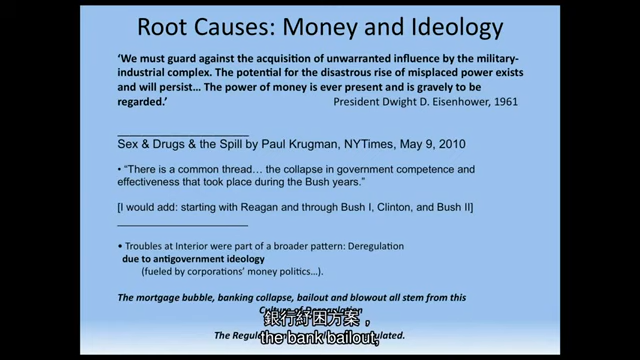 Root Causes: Money and Ideology
‘We must guard against the acquisition of unwarranted influence by the military-
industrial complex. The potential for the disastrous rise of misplaced power exists
and will persist… The power of money is ever present and is gravely to be
regarded.’ President Dwight D. Eisenhower, 1961
Sex & Drugs & the Spill by Paul Krugman, NYTimes, May 9, 2010
• “There is a common thread… the collapse in government competence and
effectiveness that took place during the Bush years.”
[I would add: starting with Reagan and through Bush I, Clinton, and Bush II]
• Troubles at Interior were part of a broader pattern: Deregulation
due to antigovernment ideology
(fueled by corporations’ money politics…).
The mortgage bubble, banking collapse, bailout and blowout all stem from this
Culture of Deregulation
銀行紓困方案，
The Regul
the bank bailout,